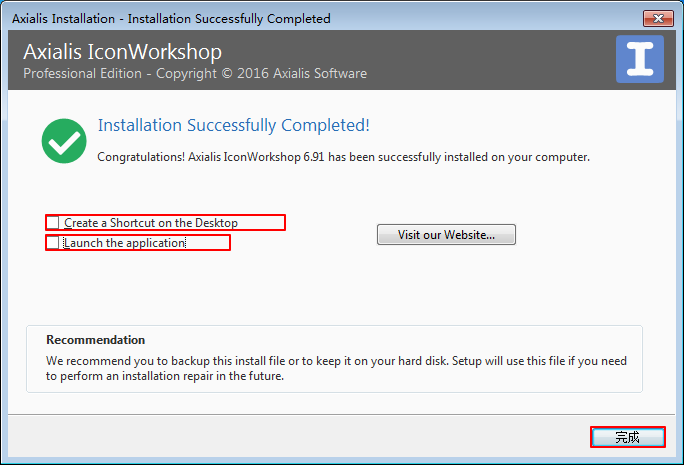 Axialis Installation - Installation Successfully Completed
Axialis IconWorkshop
Professional Edition - Copyright © 2016 Axialis Software
I
Installation Successfully Completed!
Congratulations! Axialis IconWorkshop 6.91 has been successfully installed on your computer.
Create a Shortcut on the Desktop
Launch the application
Visit our Website...
Recommendation
We recommend you to backup this install file or to keep it on your hard disk. Setup will use this file if you need
to perform an installation repair in the future.
完成